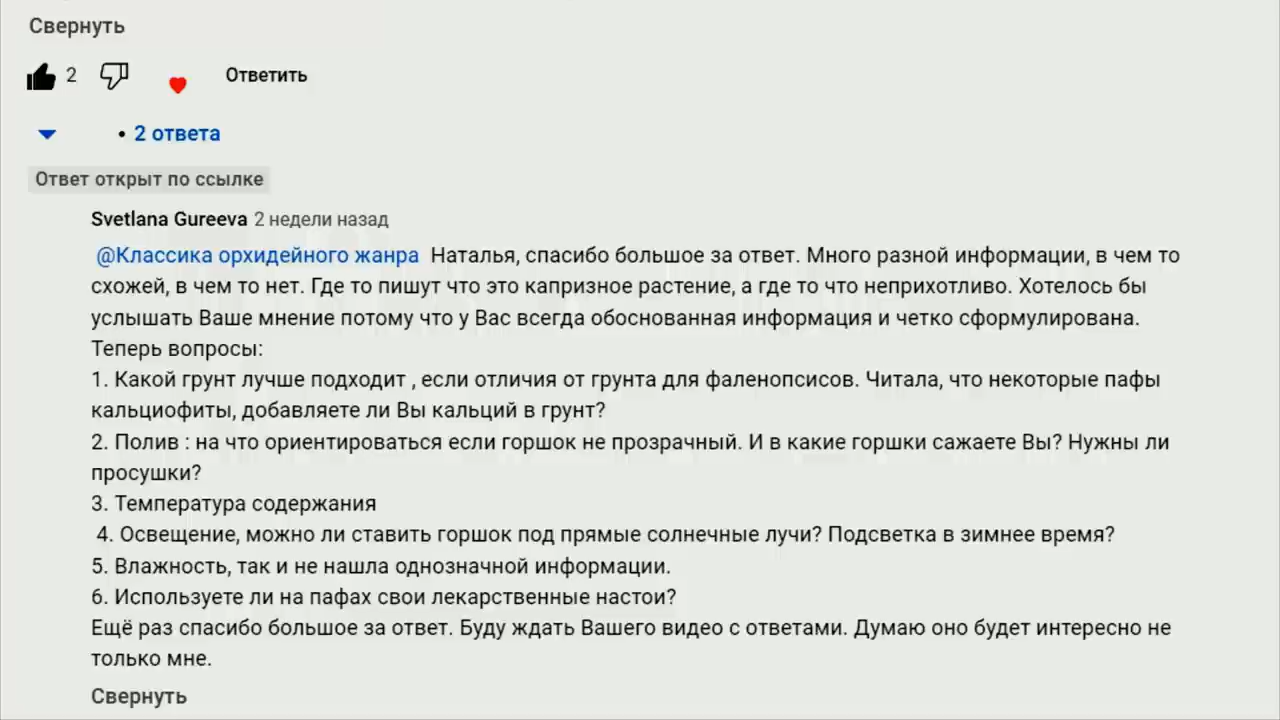 Свернуть
2 Ответить
• 2 ответа
Ответ открыт по ссылке
Svetlana Gureeva 2 недели назад
@Классика орхидейного жанра Наталья, спасибо большое за ответ. Много разной информации, в чем то
схожей, в чем то нет. Где то пишут что это капризное растение, а где то что неприхотливо. Хотелось бы
услышать Ваше мнение потому что у Вас всегда обоснованная информация и четко сформулирована.
Теперь вопросы:
1. Какой грунт лучше подходит , если отличия от грунта для фаленопсисов. Читала, что некоторые пафы
кальциофиты, добавляете ли Вы кальций в грунт?
2. Полив : на что ориентироваться если горшок не прозрачный. И в какие горшки сажаете Вы? Нужны ли
просушки?
3. Температура содержания
4. Освещение, можно ли ставить горшок под прямые солнечные лучи? Подсветка в зимнее время?
5. Влажность, так и не нашла однозначной информации.
6. Используете ли на пафах свои лекарственные настои?
Ещё раз спасибо большое за ответ. Буду ждать Вашего видео с ответами. Думаю оно будет интересно не
только мне.
Свернуть